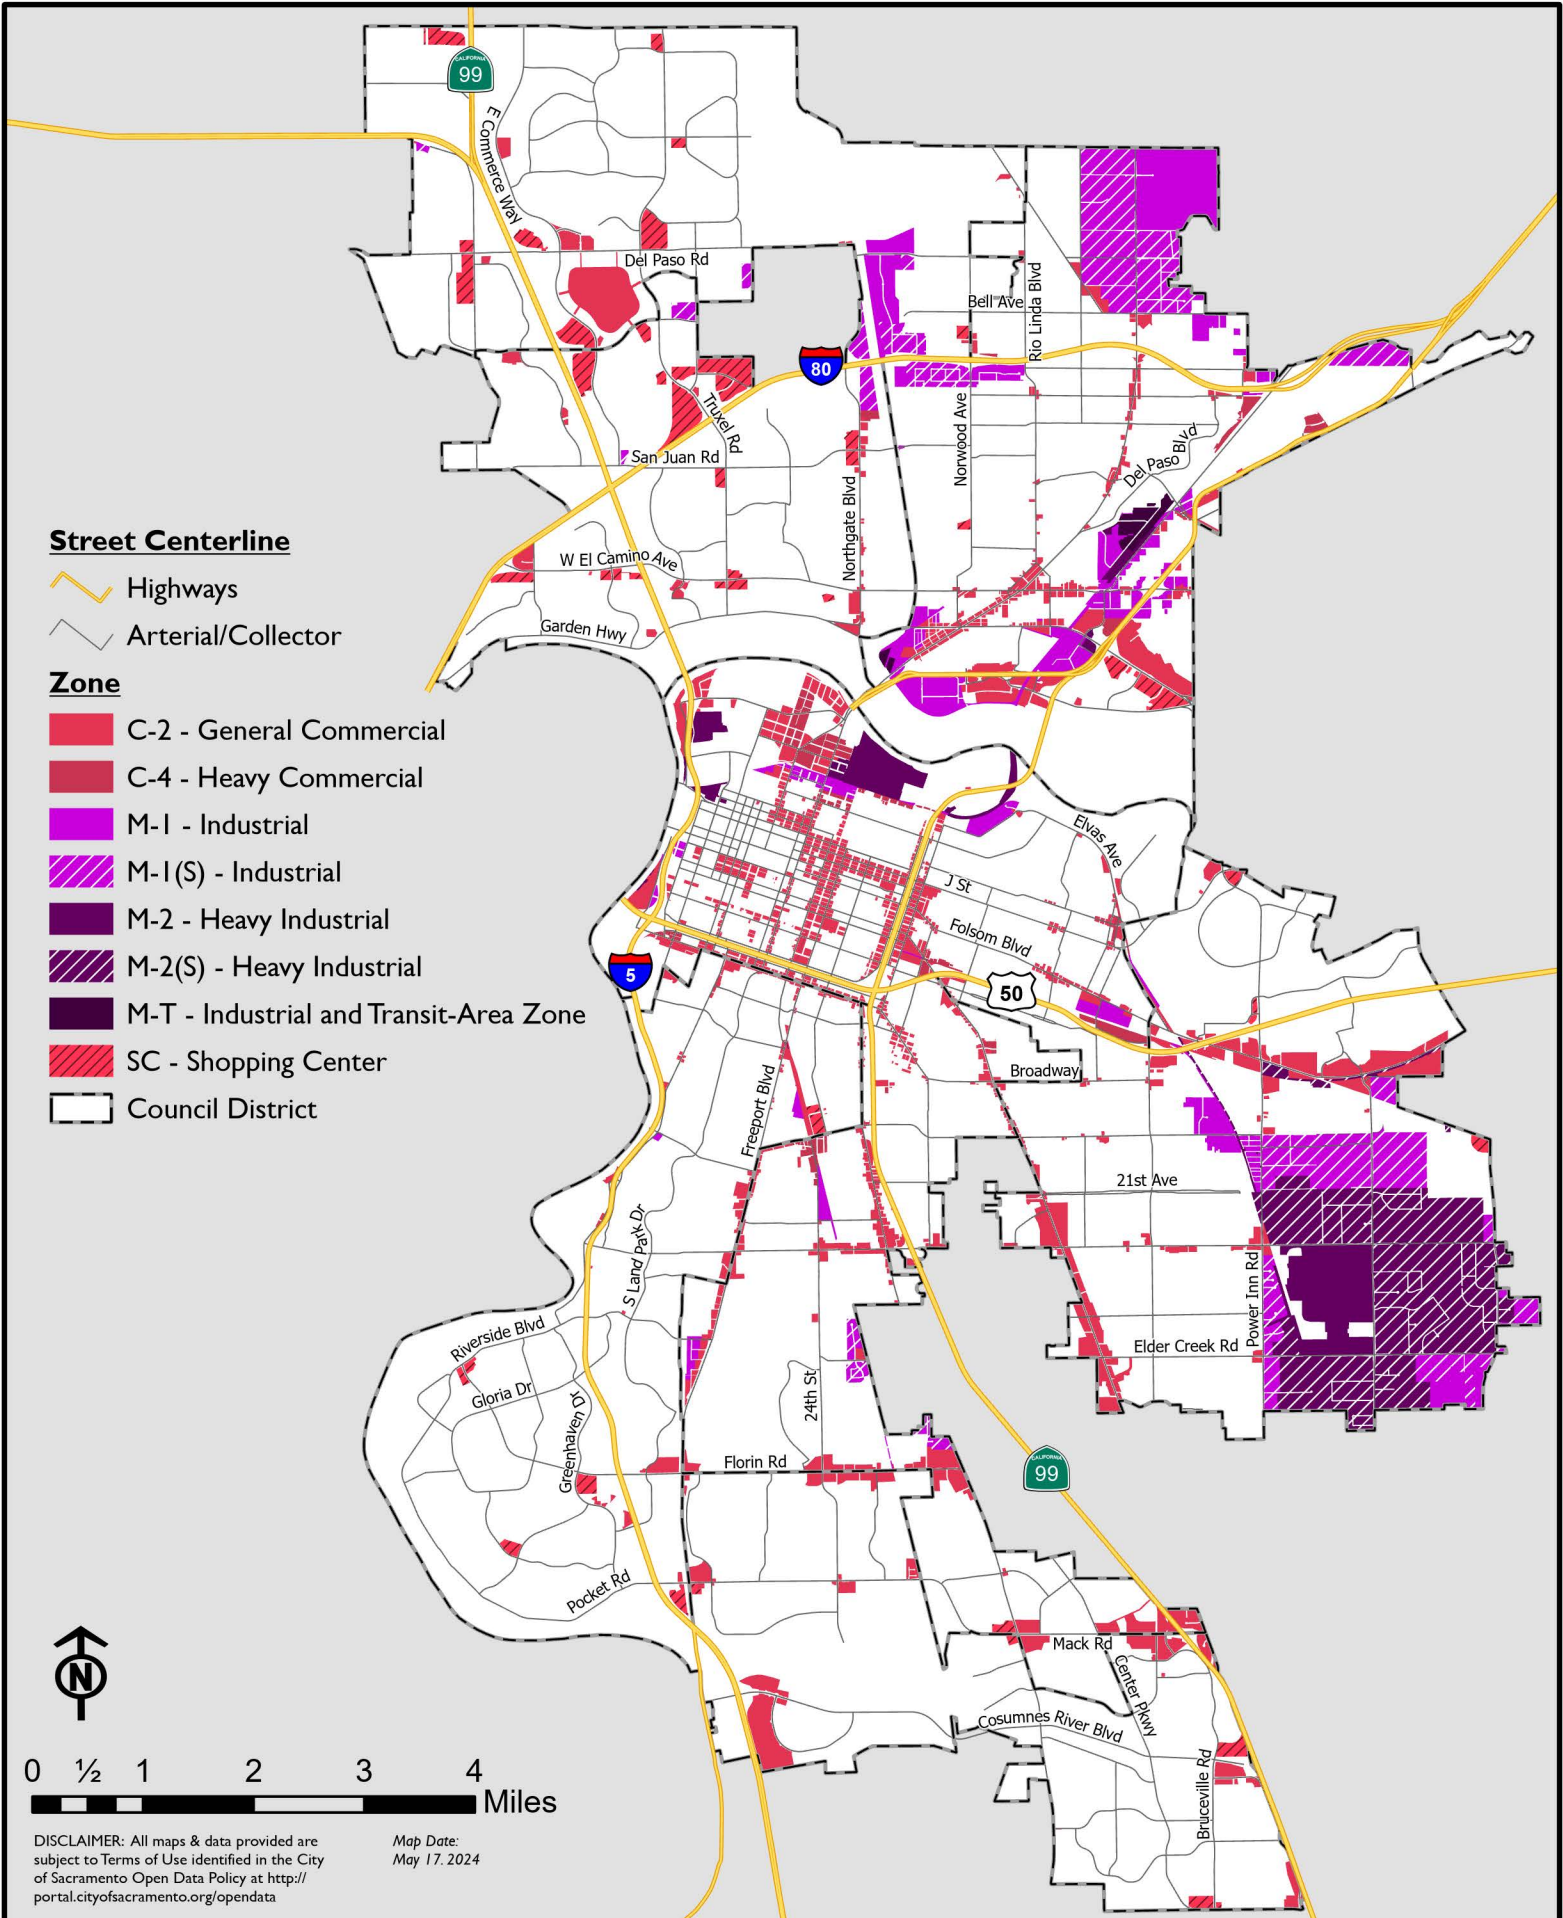 CALIFORNIA
99
E Commerce Way
Del Paso Rd
Bell Ave
Rio Linda Blvd
80
Truxel Rd
San Juan Rd
Northgate Blvd
Norwood Ave
Del Paso Blvd
W El Camino Ave
Garden Hwy
Street Centerline
Highways
Arterial/Collector
Zone
C-2 - General Commercial
C-4 - Heavy Commercial
M-1 - Industrial
M-1(S) - Industrial
M-2 - Heavy Industrial
M-2(S) - Heavy Industrial
M-T - Industrial and Transit-Area Zone
SC - Shopping Center
Council District
Elvas Ave
J St
Folsom Blvd
5
50
Broadway
Freeport Blvd
21st Ave
S Land Park Dr
Power Inn Rd
Riverside Blvd
Elder Creek Rd
Gloria Dr
24th St
Greenhaven Dr
Florin Rd
CALIFORNIA
99
Pocket Rd
Mack Rd
Center Pkwy
Cosumnes River Blvd
Bruceville Rd
N
0 ½ 1 2 3 4
Miles
DISCLAIMER: All maps & data provided are
subject to Terms of Use identified in the City
of Sacramento Open Data Policy at http://
portal.cityofsacramento.org/opendata
Map Date:
May 17, 2024